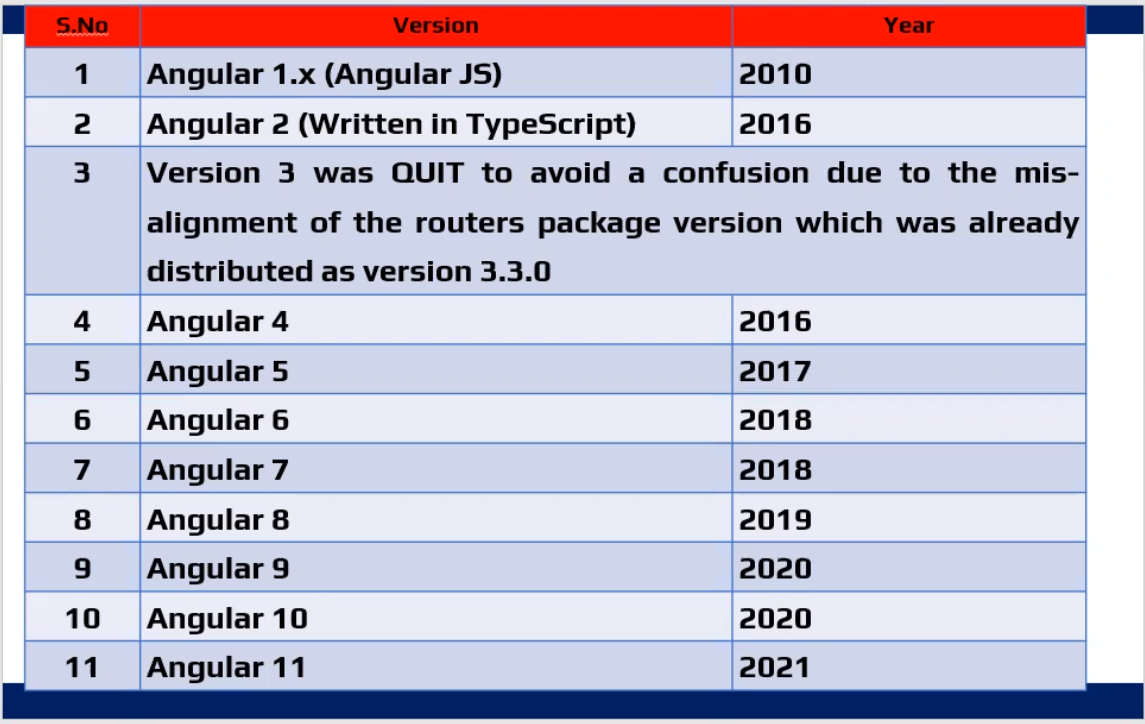 S.No Version Year
1 Angular 1.x (Angular JS) 2010
2 Angular 2 (Written in TypeScript) 2016
3 Version 3 was QUIT to avoid a confusion due to the mis-
alignment of the routers package version which was already
distributed as version 3.3.0
4 Angular 4 2016
5 Angular 5 2017
6 Angular 6 2018
7 Angular 7 2018
8 Angular 8 2019
9 Angular 9 2020
10 Angular 10 2020
11 Angular 11 2021